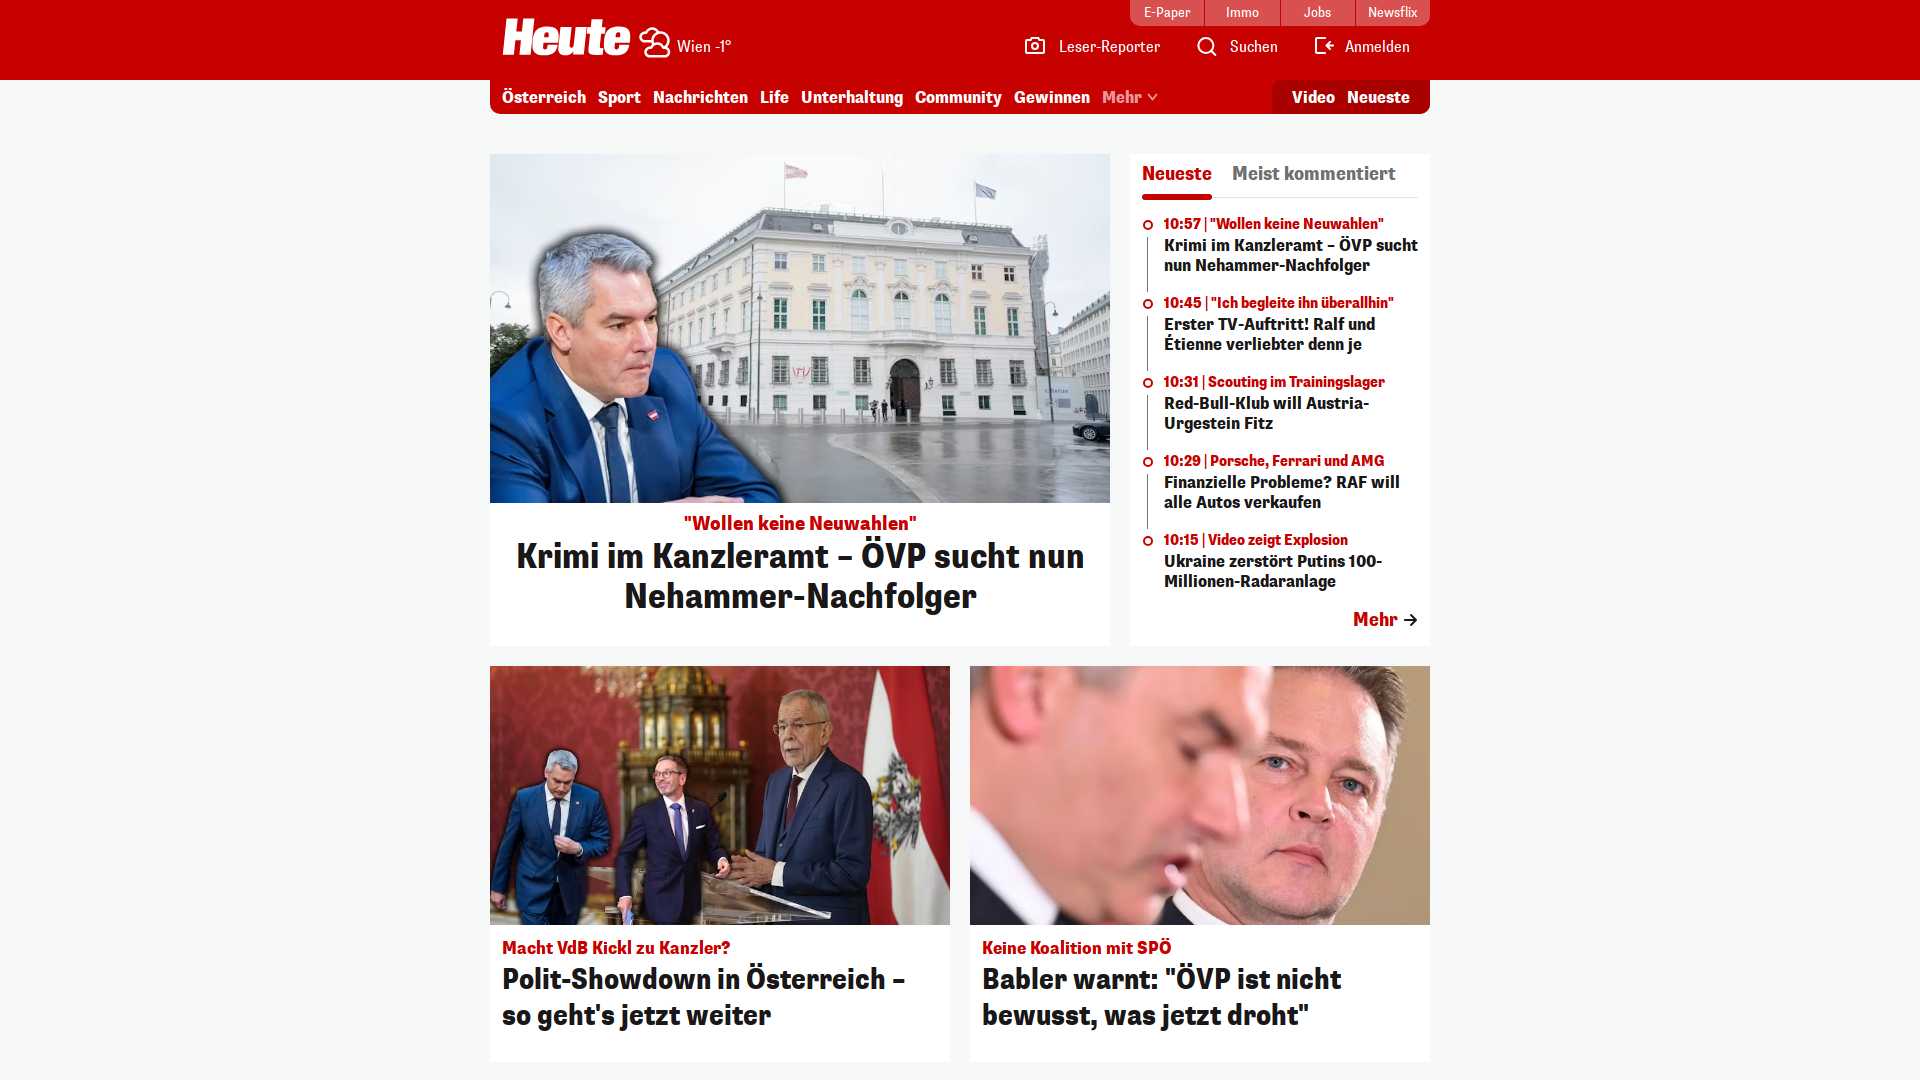 E-Paper
Immo
Jobs
Newsflix
Heute
Wien -1°
Leser-Reporter
Suchen
Anmelden
Österreich
Sport
Nachrichten
Life
Unterhaltung
Community
Gewinnen
Mehr
Video
Neueste
"Wollen keine Neuwahlen"
Krimi im Kanzleramt – ÖVP sucht nun
Nehammer-Nachfolger
Neueste
Meist kommentiert
10:57 | "Wollen keine Neuwahlen"
Krimi im Kanzleramt – ÖVP sucht
nun Nehammer-Nachfolger
10:45 | "Ich begleite ihn überallhin"
Erster TV-Auftritt! Ralf und
Étienne verliebter denn je
10:31 | Scouting im Trainingslager
Red-Bull-Klub will Austria-
Urgestein Fitz
10:29 | Porsche, Ferrari und AMG
Finanzielle Probleme? RAF will
alle Autos verkaufen
10:15 | Video zeigt Explosion
Ukraine zerstört Putins 100-
Millionen-Radaranlage
Mehr
Macht VdB Kickl zu Kanzler?
Polit-Showdown in Österreich –
so geht's jetzt weiter
Keine Koalition mit SPÖ
Babler warnt: "ÖVP ist nicht
bewusst, was jetzt droht"